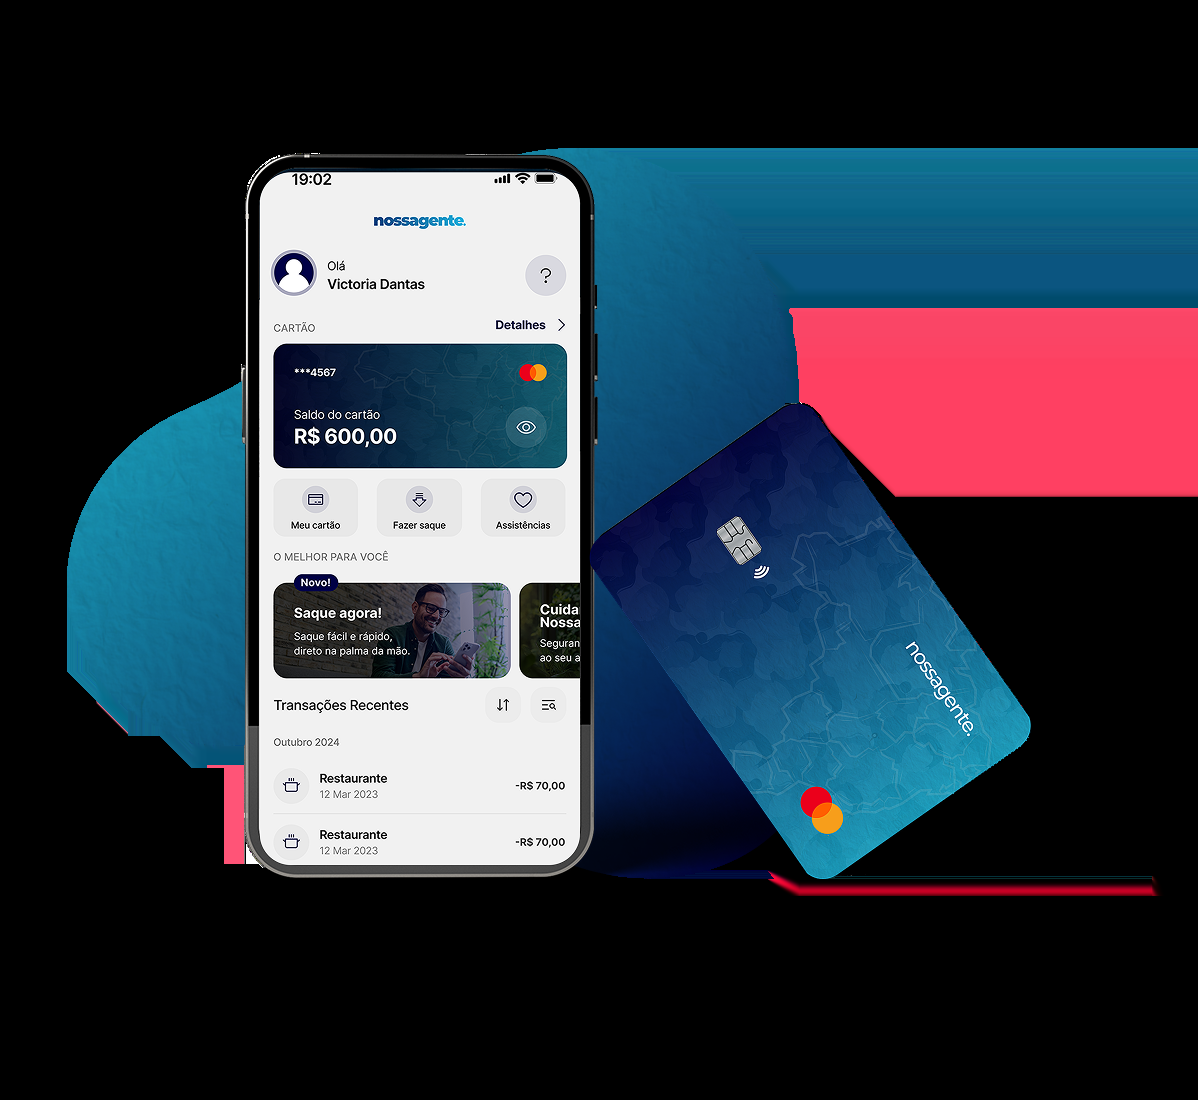 19:02
nossagente.
Olá
Victoria Dantas
?
CARTÃO
Detalhes
***4567
Saldo do cartão
R$ 600,00
Meu cartão
Fazer saque
Assistências
O MELHOR PARA VOCÊ
Novo!
Saque agora!
Saque fácil e rápido,
direto na palma da mão.
Cuida
Nossa
Seguran
ao seu a
Transações Recentes
Outubro 2024
Restaurante
12 Mar 2023
-R$ 70,00
Restaurante
12 Mar 2023
-R$ 70,00
nossagente.